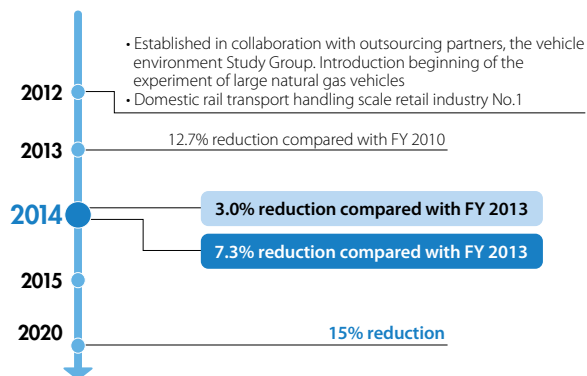 • Established in collaboration with outsourcing partners, the vehicle
environment Study Group. Introduction beginning of the
experiment of large natural gas vehicles
2012
• Domestic rail transport handling scale retail industry No.1
12.7% reduction compared with FY 2010
2013
3.0% reduction compared with FY 2013
2014
7.3% reduction compared with FY 2013
2015
2020
15% reduction